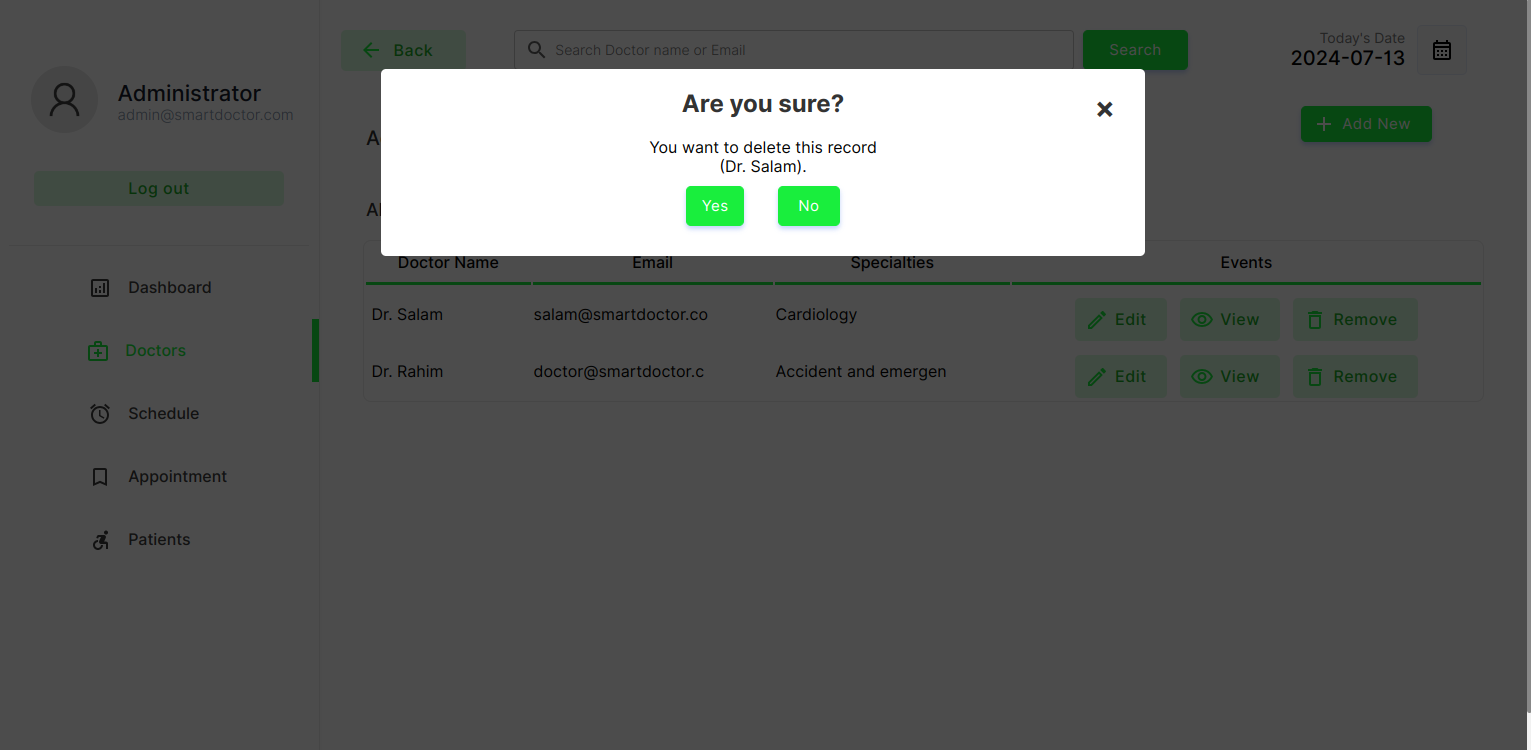 Back
Search Doctor name or Email
Search
Today's Date
2024-07-13
Administrator
admin@smartdoctor.com
Log out
Dashboard
Doctors
Schedule
Appointment
Patients
Add New
Are you sure?
You want to delete this record
(Dr. Salam).
Yes No
Doctor Name Email Specialties Events
Dr. Salam salam@smartdoctor.co Cardiology Edit View Remove
Dr. Rahim doctor@smartdoctor.c Accident and emergen Edit View Remove